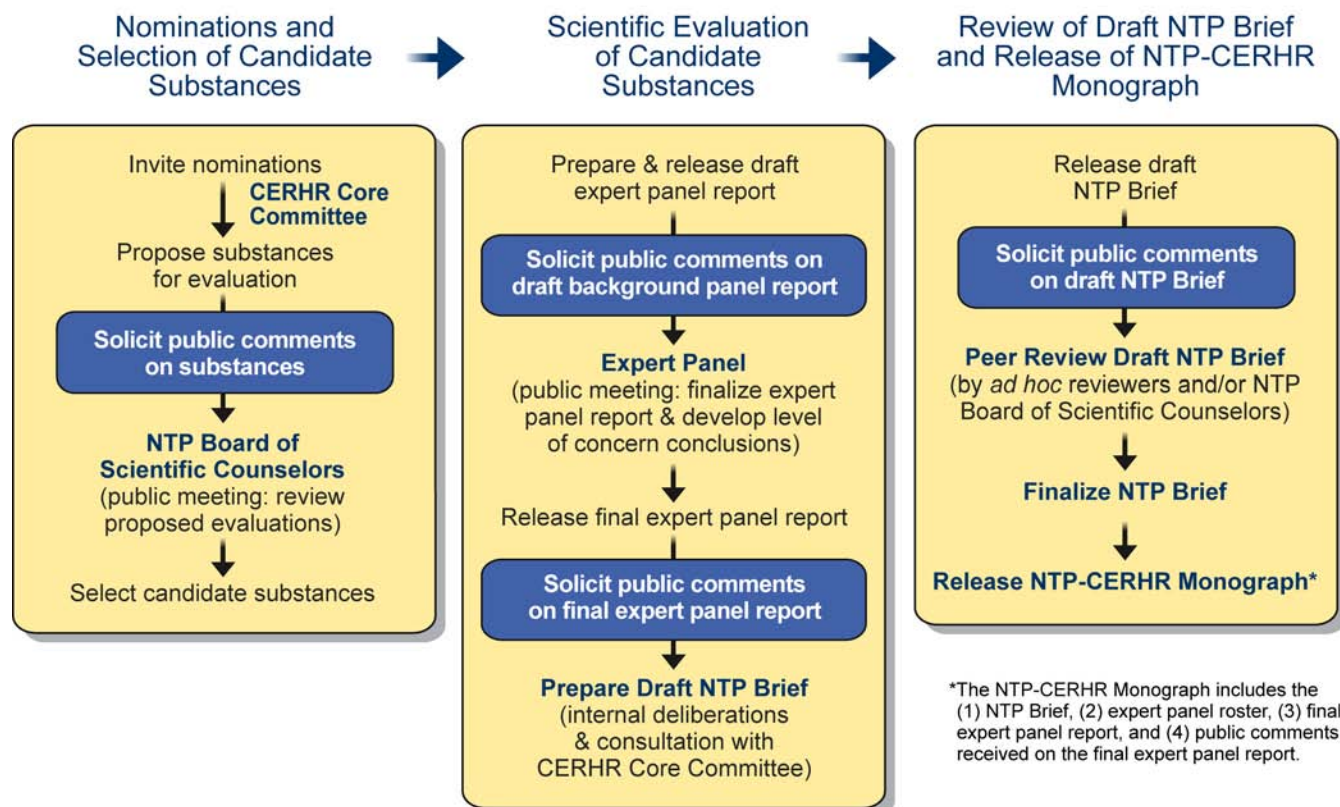 Nominations and
Selection of Candidate
Substances
Scientific Evaluation
of Candidate
Substances
Review of Draft NTP Brief
and Release of NTP-CERHR
Monograph
Invite nominations
CERHR Core
Committee
Propose substances
for evaluation
Solicit public comments
on substances
NTP Board of
Scientific Counselors
(public meeting: review
proposed evaluations)
Select candidate substances
Prepare & release draft
expert panel report
Solicit public comments on
draft background panel report
Expert Panel
(public meeting: finalize expert
panel report & develop level
of concern conclusions)
Release final expert panel report
Solicit public comments
on final expert panel report
Prepare Draft NTP Brief
(internal deliberations
& consultation with
CERHR Core Committee)
Release draft
NTP Brief
Solicit public comments
on draft NTP Brief
Peer Review Draft NTP Brief
(by ad hoc reviewers and/or NTP
Board of Scientific Counselors)
Finalize NTP Brief
Release NTP-CERHR Monograph*
*The NTP-CERHR Monograph includes the
(1) NTP Brief, (2) expert panel roster, (3) final
expert panel report, and (4) public comments
received on the final expert panel report.